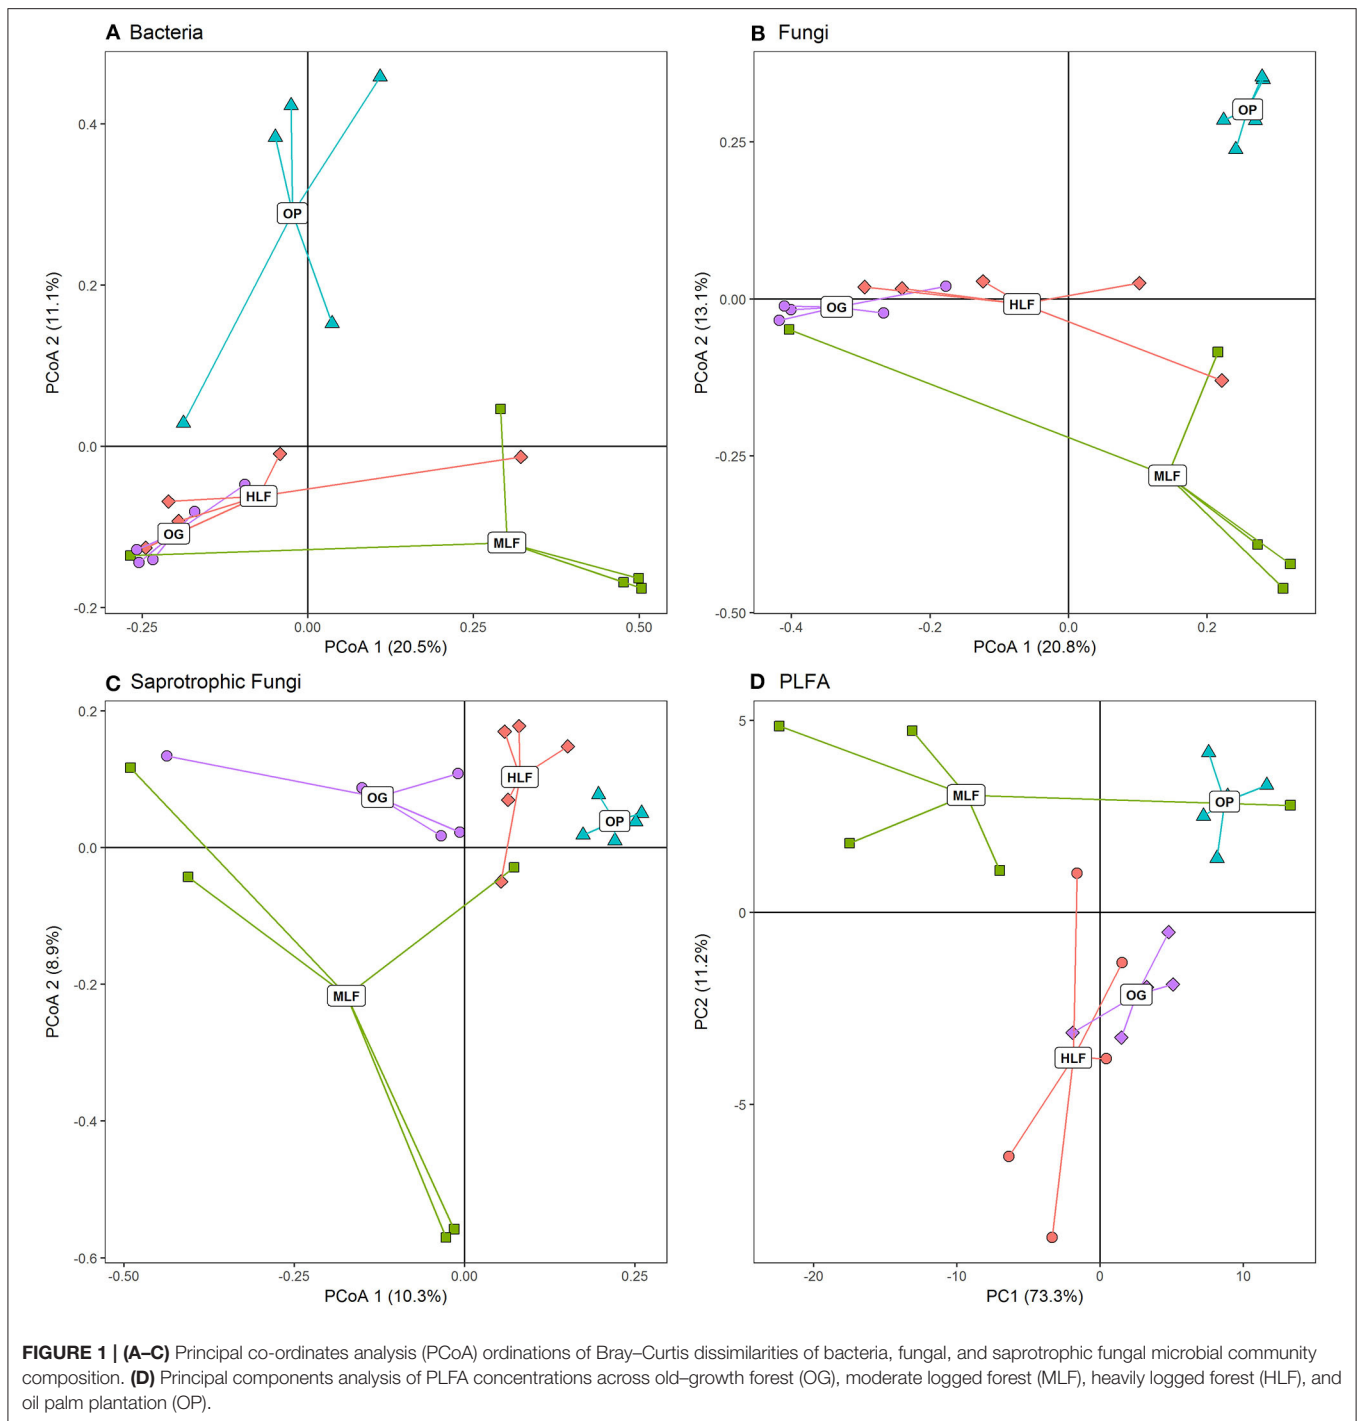 A Bacteria
0.4
0.2
0.0
-0.2
PCoA 2 (11.1%)
OP
HLF
OG
MLF
-0.25
0.00
0.25
0.50
PCoA 1 (20.5%)
B Fungi
0.25
0.00
-0.25
-0.50
PCoA 2 (13.1%)
OP
OG
HLF
MLF
-0.4
-0.2
0.0
0.2
PCoA 1 (20.8%)
C Saprotrophic Fungi
0.2
0.0
-0.2
-0.4
-0.6
PCoA 2 (8.9%)
HLF
OG
OP
MLF
-0.50
-0.25
0.00
0.25
PCoA 1 (10.3%)
D PLFA
5
0
-5
PC2 (11.2%)
MLF
OP
OG
HLF
-20
-10
0
10
PC1 (73.3%)
FIGURE 1 | (A–C) Principal co-ordinates analysis (PCoA) ordinations of Bray–Curtis dissimilarities of bacteria, fungal, and saprotrophic fungal microbial community
composition. (D) Principal components analysis of PLFA concentrations across old–growth forest (OG), moderate logged forest (MLF), heavily logged forest (HLF), and
oil palm plantation (OP).